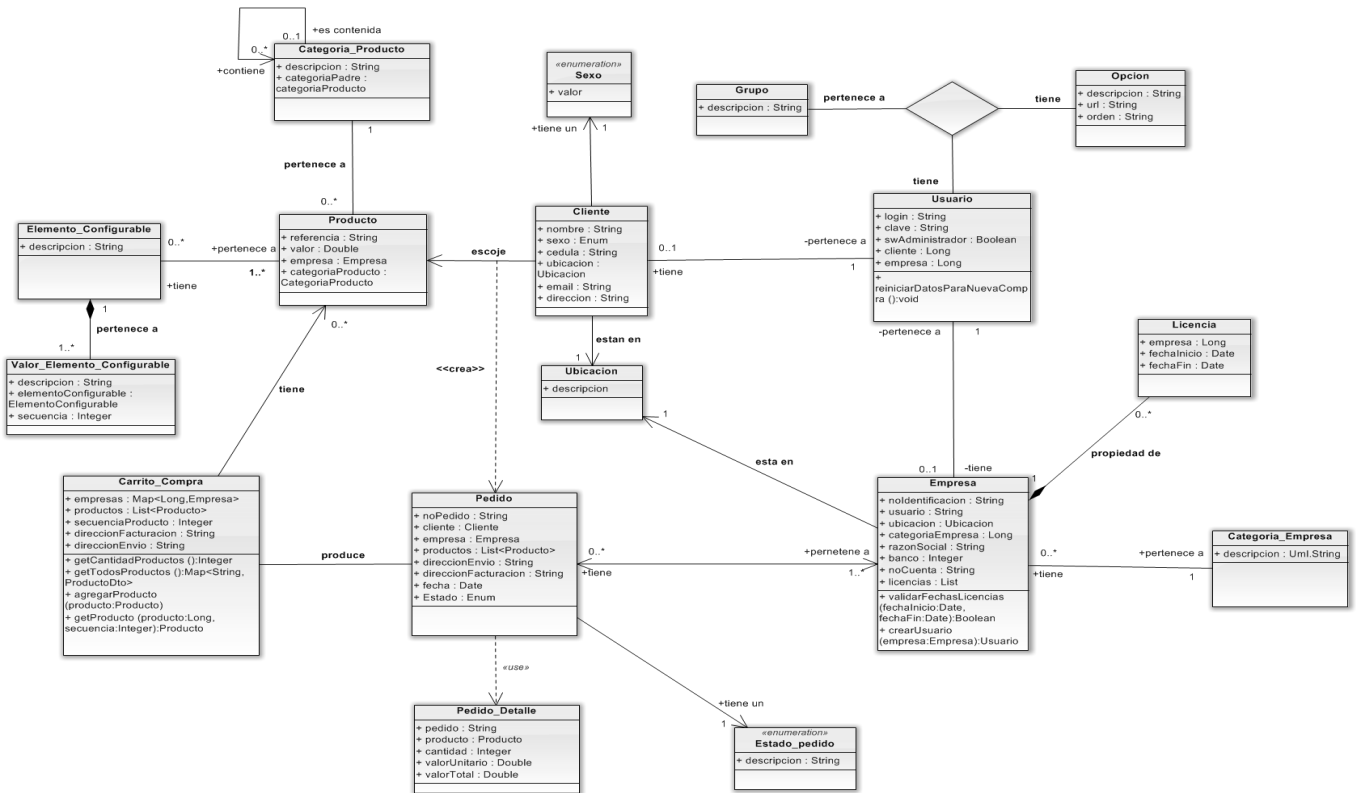 0..1
+es contenida
0..*
+contiene
Categoria_Producto
+ descripcion : String
+ categoriaPadre :
categoriaProducto
1
pertenece a
0..*
«enumeration»
Sexo
+ valor
+tiene un
1
Grupo
+ descripcion : String
pertenece a
tiene
Opcion
+ descripcion : String
+ url : String
+ orden : String
tiene
Elemento_Configurable
+ descripcion : String
0..*
+tiene
+pertenece a
1..*
1
pertenece a
1..*
Valor_Elemento_Configurable
+ descripcion : String
+ elementoConfigurable :
ElementoConfigurable
+ secuencia : Integer
Producto
+ referencia : String
+ valor : Double
+ empresa : Empresa
+ categoriaProducto :
CategoriaProducto
0..*
tiene
escoje
<<crea>>
Cliente
+ nombre : String
+ sexo : Enum
+ cedula : String
+ ubicacion :
Ubicacion
+ email : String
+ direccion : String
0..1
+tiene
-pertenece a
1
Usuario
+ login : String
+ clave : String
+ swAdministrador : Boolean
+ cliente : Long
+ empresa : Long
+
reiniciarDatosParaNuevaCompra
ra ():void
-pertenece a
1
estan en
1
Ubicacion
+ descripcion
1
esta en
Licencia
+ empresa : Long
+ fechaInicio : Date
+ fechaFin : Date
0..*
propiedad de
1
0..1
-tiene
Carrito_Compra
+ empresas : Map<Long,Empresa>
+ productos : List<Producto>
+ secuenciaProducto : Integer
+ direccionFacturacion : String
+ direccionEnvio : String
+ getCantidadProductos ():Integer
+ getTodosProductos ():Map<String,
ProductoDto>
+ agregarProducto
(producto:Producto)
+ getProducto (producto:Long,
secuencia:Integer):Producto
produce
Pedido
+ noPedido : String
+ cliente : Cliente
+ empresa : Empresa
+ productos : List<Producto>
+ direccionEnvio : String
+ direccionFacturacion : String
+ fecha : Date
+ Estado : Enum
0..*
+tiene
+pernetene a
1..*
Empresa
+ noIdentificacion : String
+ usuario : String
+ ubicacion : Ubicacion
+ categoriaEmpresa : Long
+ razonSocial : String
+ banco : Integer
+ noCuenta : String
+ licencias : List
+ validarFechasLicencias
(fechaInicio:Date,
fechaFin:Date):Boolean
+ crearUsuario
(empresa:Empresa):Usuario
0..*
+tiene
+pertenece a
1
Categoria_Empresa
+ descripcion : Uml.String
«use»
Pedido_Detalle
+ pedido : String
+ producto : Producto
+ cantidad : Integer
+ valorUnitario : Double
+ valorTotal : Double
+tiene un
1
«enumeration»
Estado_pedido
+ descripcion : String